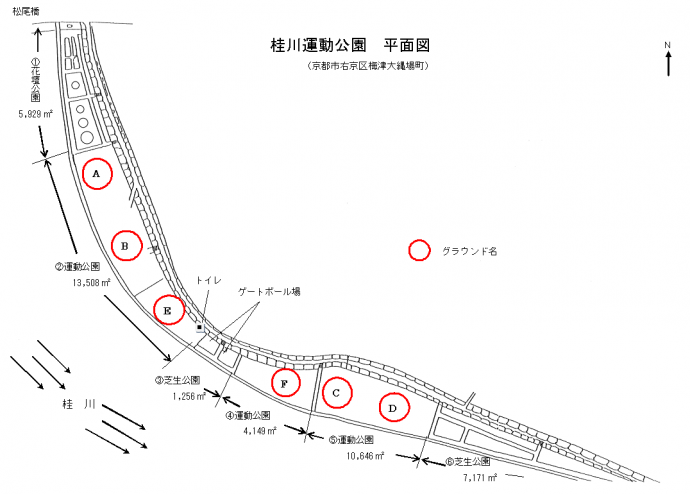 松尾橋
桂川運動公園　平面図
(京都市右京区梅津大縄場町)
N
①花壇公園
5,929㎡
A
B
グラウンド名
②運動公園
13,508㎡
トイレ
ゲートボール場
E
③芝生公園
1,256㎡
F
C
D
桂　川
④運動公園
4,149㎡
⑤運動公園
10,646㎡
⑥芝生公園
7,171㎡